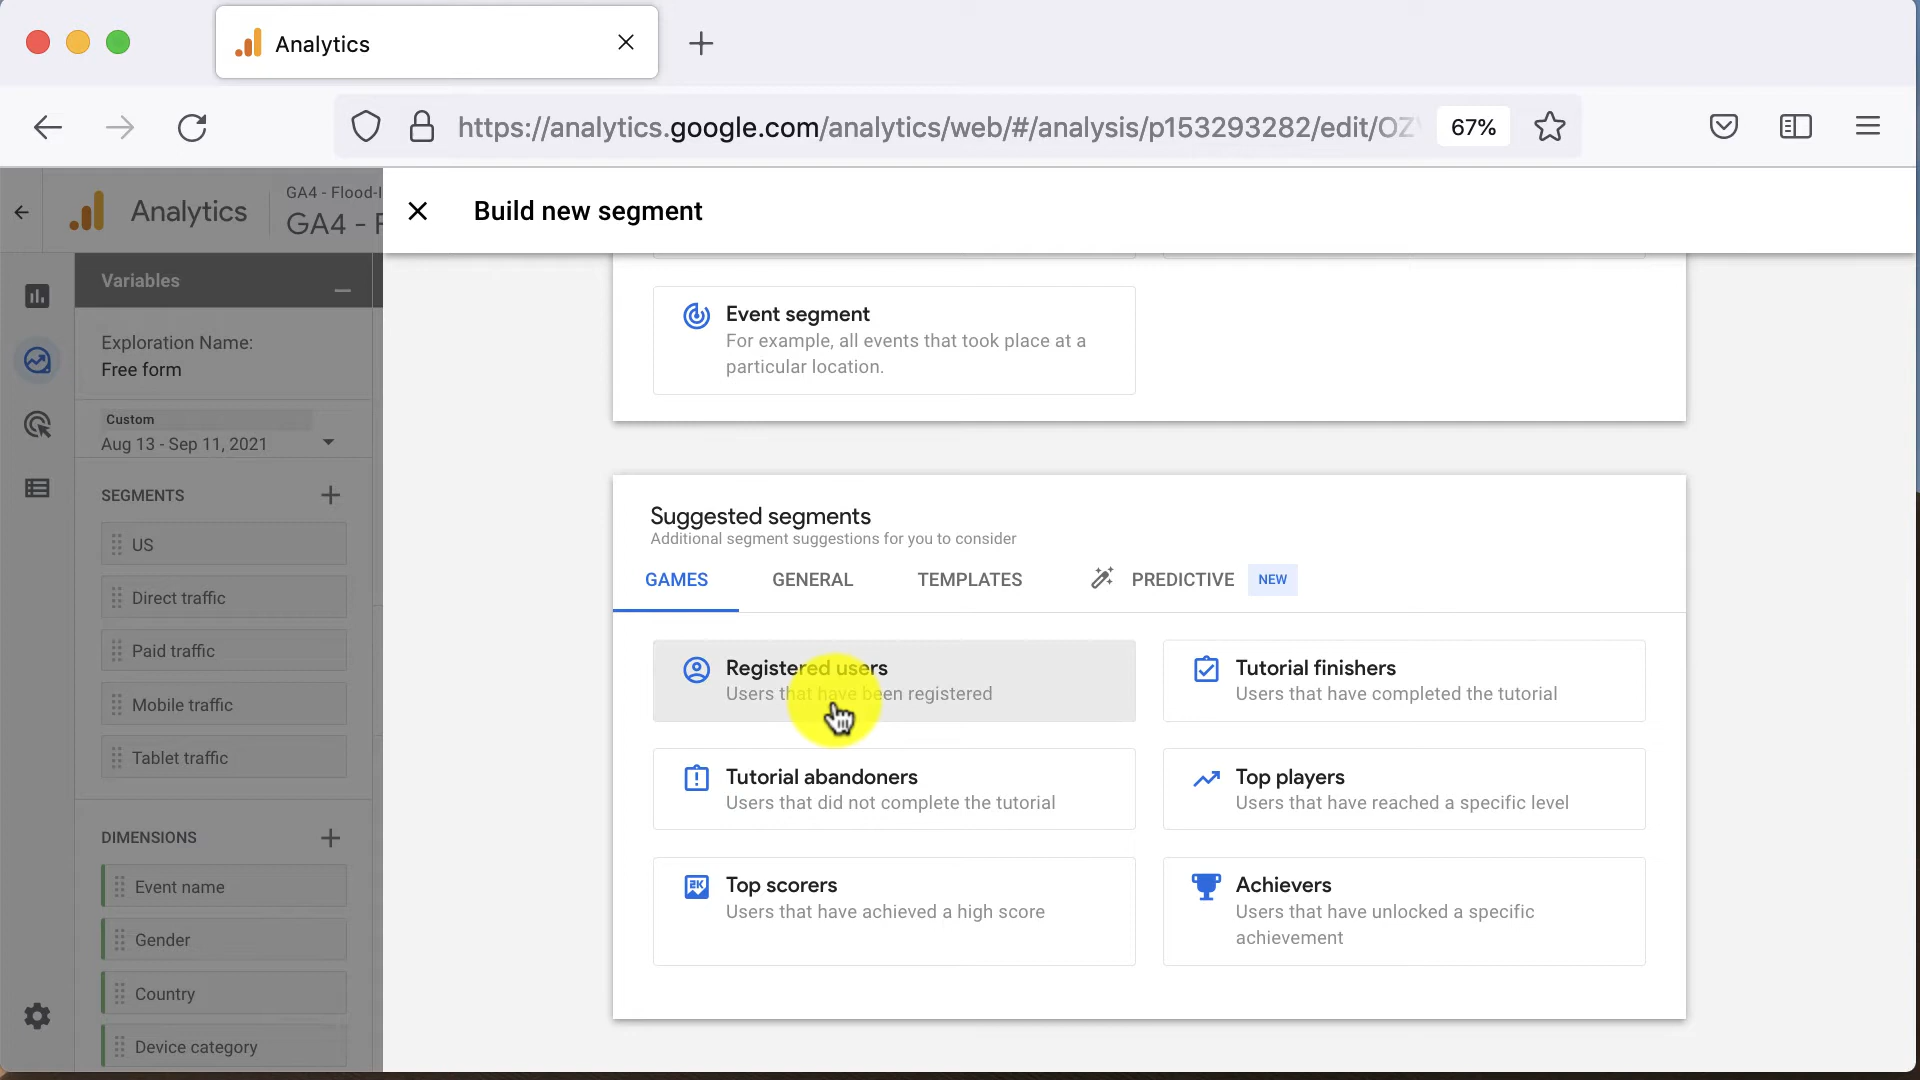 Analytics
https://analytics.google.com/analytics/web/#/analysis/p153293282/edit/OZ
67%
Analytics
GA4 - Flood-I
GA4 - F
Build new segment
Variables
Exploration Name:
Free form
Custom
Aug 13 - Sep 11, 2021
SEGMENTS
US
Direct traffic
Paid traffic
Mobile traffic
Tablet traffic
DIMENSIONS
Event name
Gender
Country
Device category
Event segment
For example, all events that took place at a
particular location.
Suggested segments
Additional segment suggestions for you to consider
GAMES
GENERAL
TEMPLATES
PREDICTIVE
NEW
Registered users
Users that have been registered
Tutorial finishers
Users that have completed the tutorial
Tutorial abandoners
Users that did not complete the tutorial
Top players
Users that have reached a specific level
2K
Top scorers
Users that have achieved a high score
Achievers
Users that have unlocked a specific
achievement